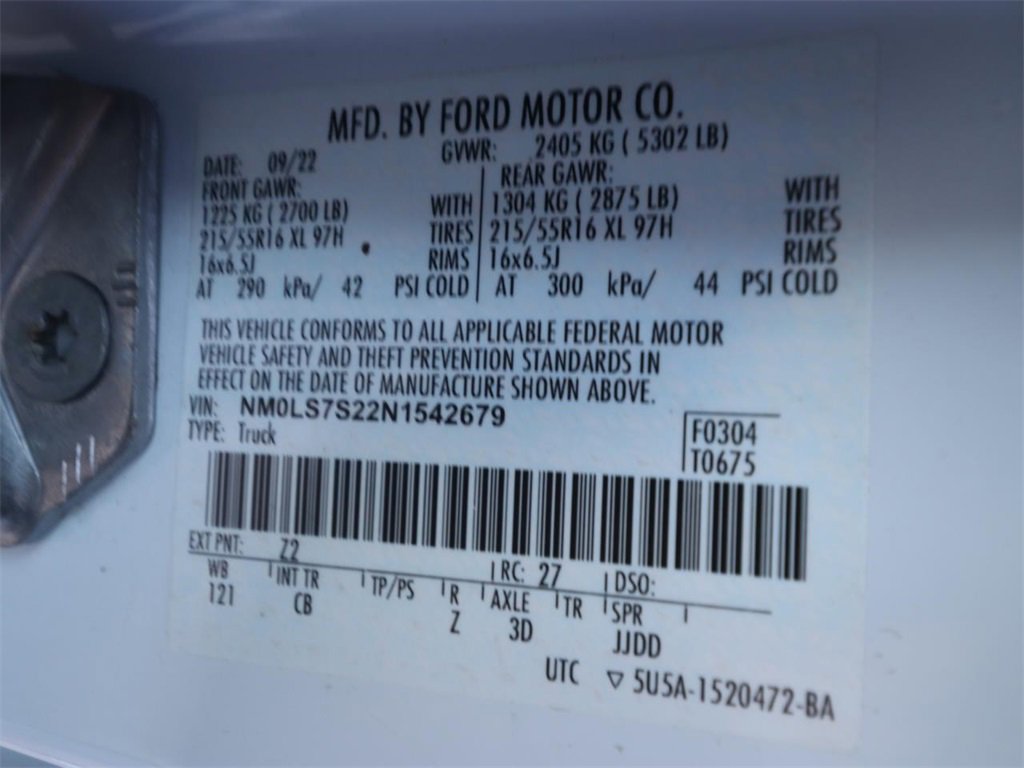 MFD. BY FORD MOTOR CO.
DATE: 09/22 GVWR: 2405 KG ( 5302 LB)
FRONT GAWR: REAR GAWR:
1225 KG ( 2700 LB) WITH 1304 KG ( 2875 LB) WITH
215/55R16 XL 97H TIRES 215/55R16 XL 97H TIRES
16x6.5J RIMS 16x6.5J RIMS
AT 290 kPa/ 42 PSI COLD AT 300 kPa/ 44 PSI COLD
THIS VEHICLE CONFORMS TO ALL APPLICABLE FEDERAL MOTOR
VEHICLE SAFETY AND THEFT PREVENTION STANDARDS IN
EFFECT ON THE DATE OF MANUFACTURE SHOWN ABOVE.
VIN: NM0LS7S22N1542679
TYPE: Truck
F0304
T0675
EXT PNT: Z2 RC: 27 DSO:
WB INT TR TP/PS R AXLE TR SPR
121 CB Z 3D JJDD
UTC ▽ 5U5A-1520472-BA